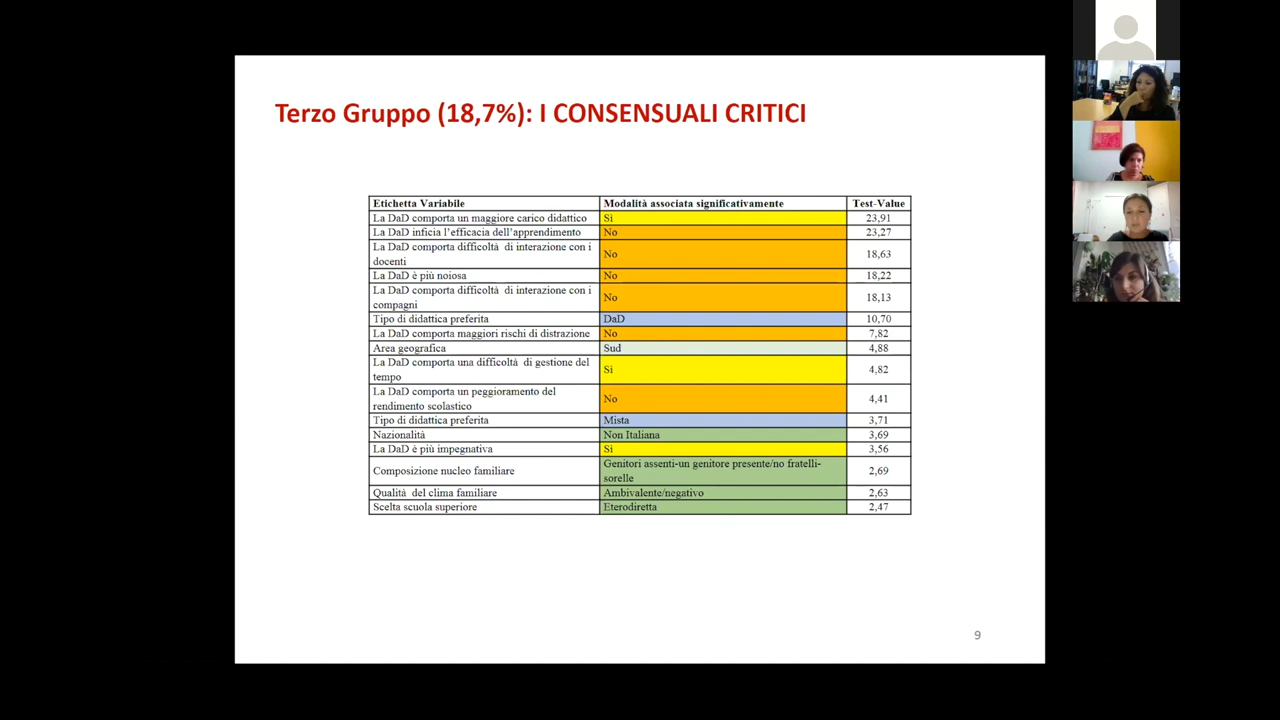 Terzo Gruppo (18,7%): I CONSENSUALI CRITICI
Etichetta Variabile Modalità associata significativamente Test-Value
La DaD comporta un maggiore carico didattico Sì 23,91
La DaD inficia l'efficacia dell'apprendimento No 23,27
La DaD comporta difficoltà di interazione con i
docenti No 18,63
La DaD è più noiosa No 18,22
La DaD comporta difficoltà di interazione con i
compagni No 18,13
Tipo di didattica preferita DaD 10,70
La DaD comporta maggiori rischi di distrazione No 7,82
Area geografica Sud 4,88
La DaD comporta una difficoltà di gestione del
tempo Sì 4,82
La DaD comporta un peggioramento del
rendimento scolastico No 4,41
Tipo di didattica preferita Mista 3,71
Nazionalità Non Italiana 3,69
La DaD è più impegnativa Sì 3,56
Composizione nucleo familiare Genitori assenti-un genitore presente/no fratelli-
sorelle 2,69
Qualità del clima familiare Ambivalente/negativo 2,63
Scelta scuola superiore Eterodiretta 2,47
9